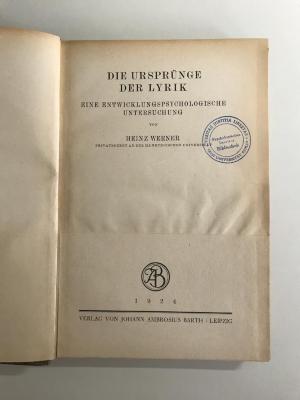 DIE URSPRÜNGE
DER LYRIK
EINE ENTWICKLUNGSPSYCHOLOGISCHE
UNTERSUCHUNG
VON
HEINZ WERNER
PRIVATDOZENT AN DER HAMBURGISCHEN UNIVERSITÄT
JAB
1924
VERLAG VON JOHANN AMBROSIUS BARTH / LEIPZIG